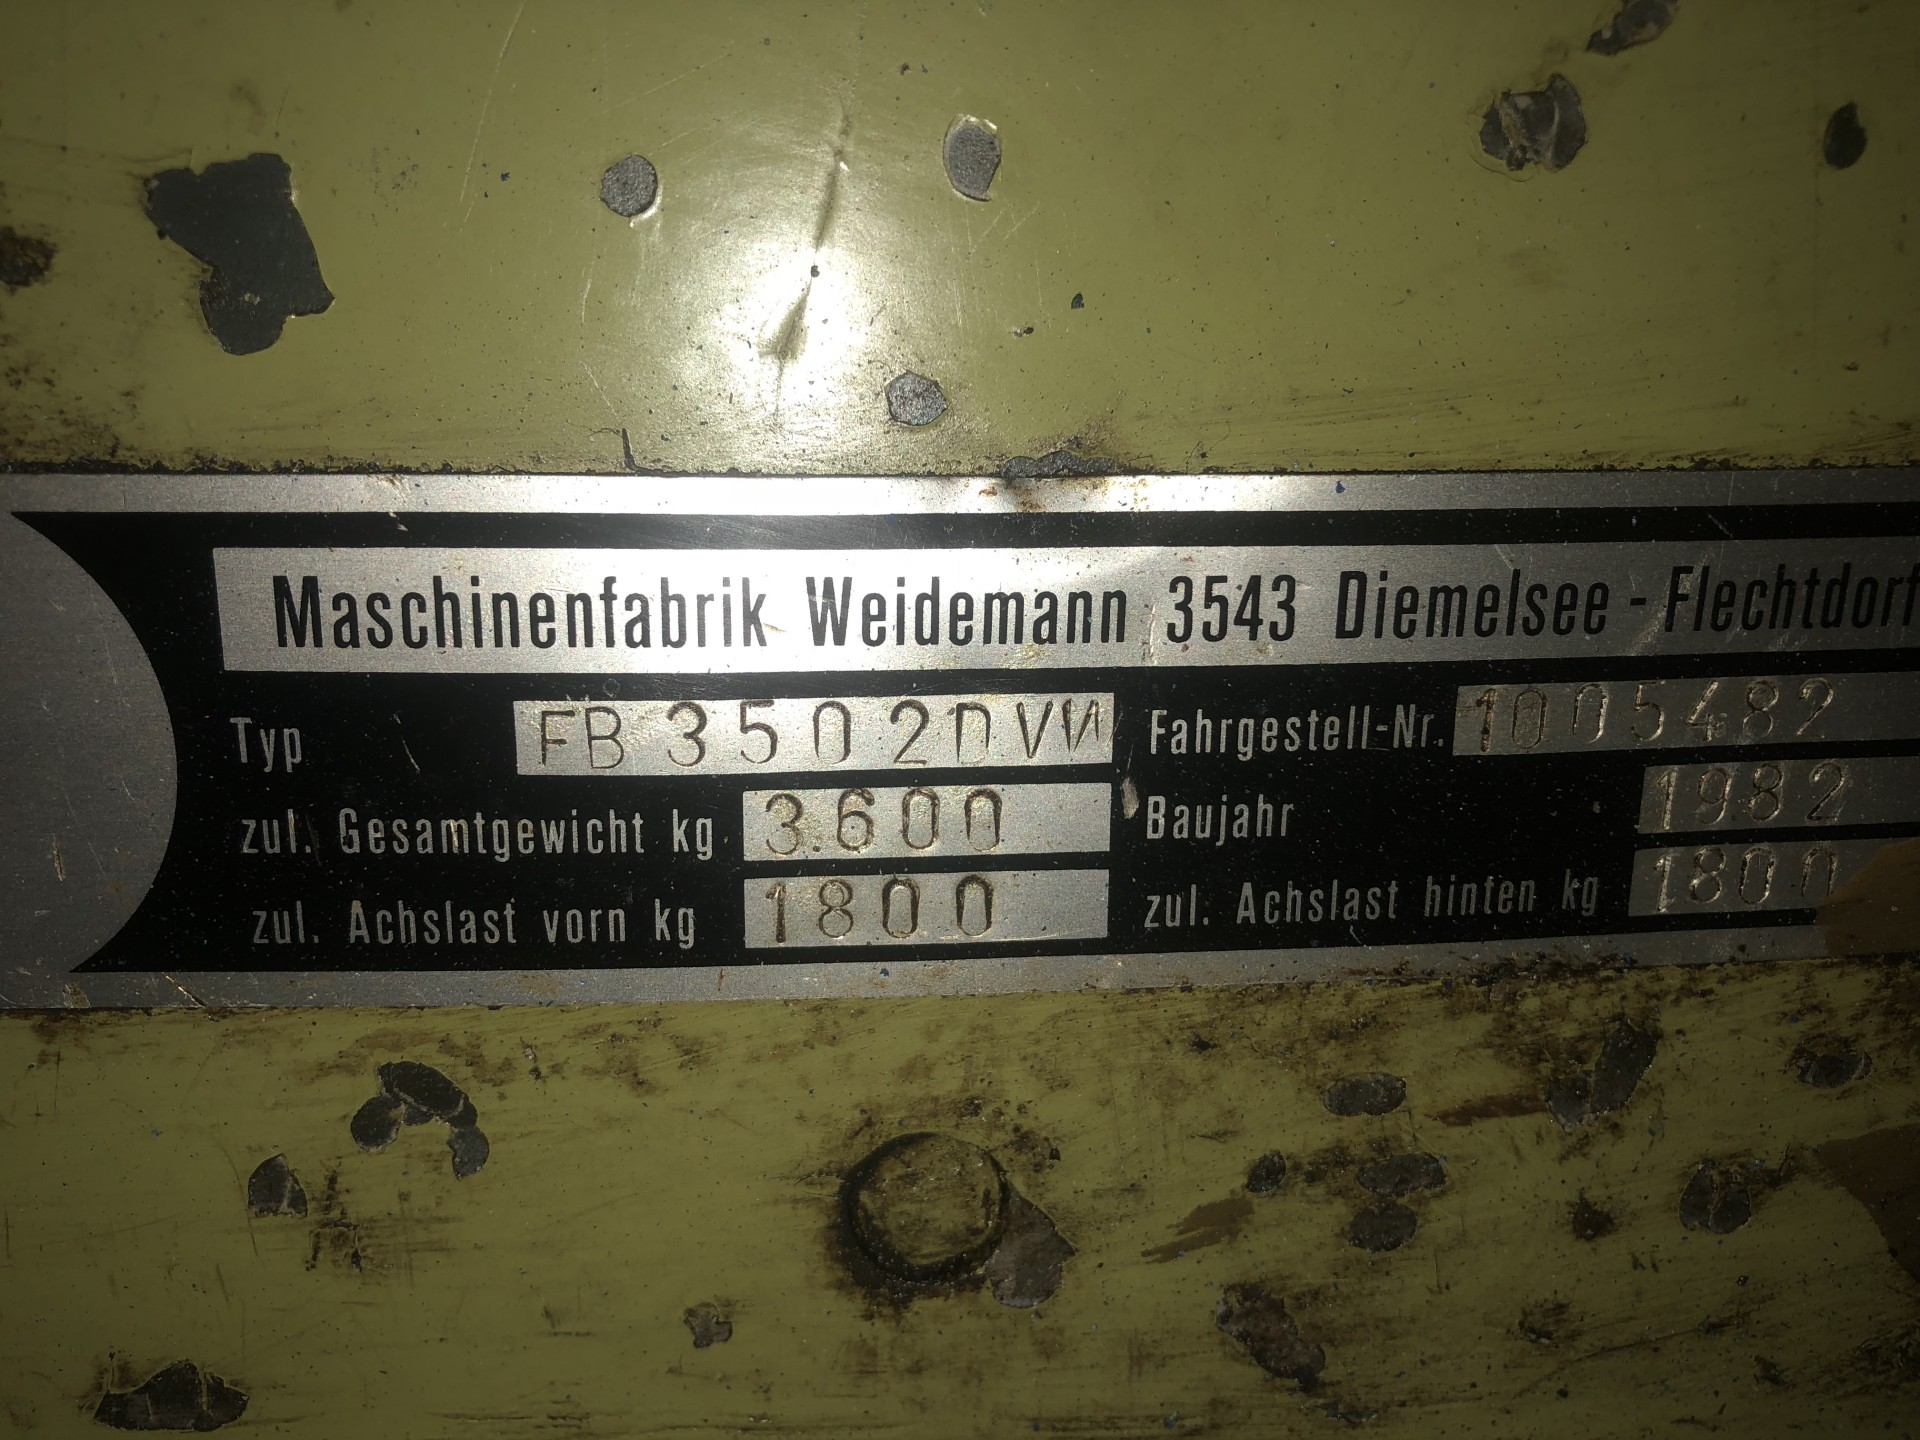 Maschinenfabrik Weidemann 3543 Diemelsee - Flechtdorf
Typ FB 3502DVW Fahrgestell-Nr. 1005482
zul. Gesamtgewicht kg 3.600 Baujahr 1982
zul. Achslast vorn kg 1800 zul. Achslast hinten kg 1800